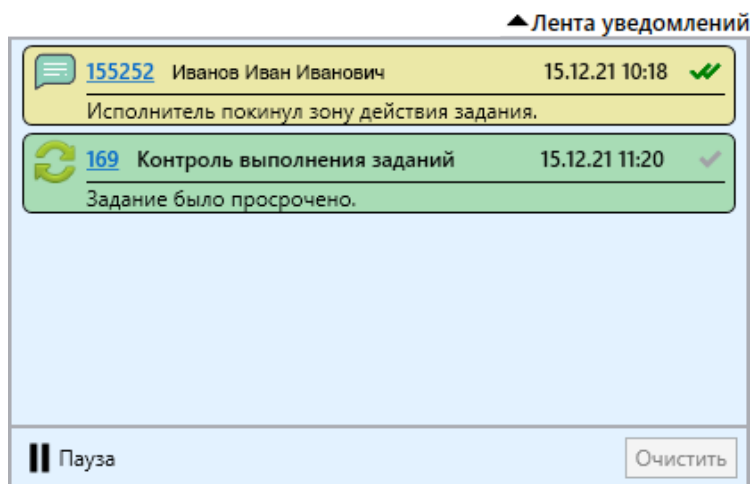 Лента уведомлений
155252 Иванов Иван Иванович 15.12.21 10:18
Исполнитель покинул зону действия задания.
169 Контроль выполнения заданий 15.12.21 11:20
Задание было просрочено.
Пауза Очистить